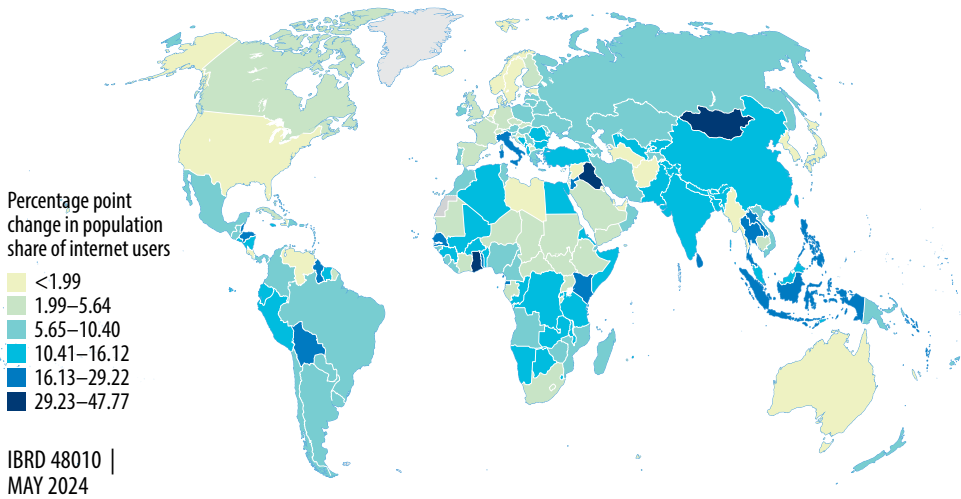 Percentage point
change in population
share of internet users
<1.99
1.99–5.64
5.65–10.40
10.41–16.12
16.13–29.22
29.23–47.77
IBRD 48010 |
MAY 2024